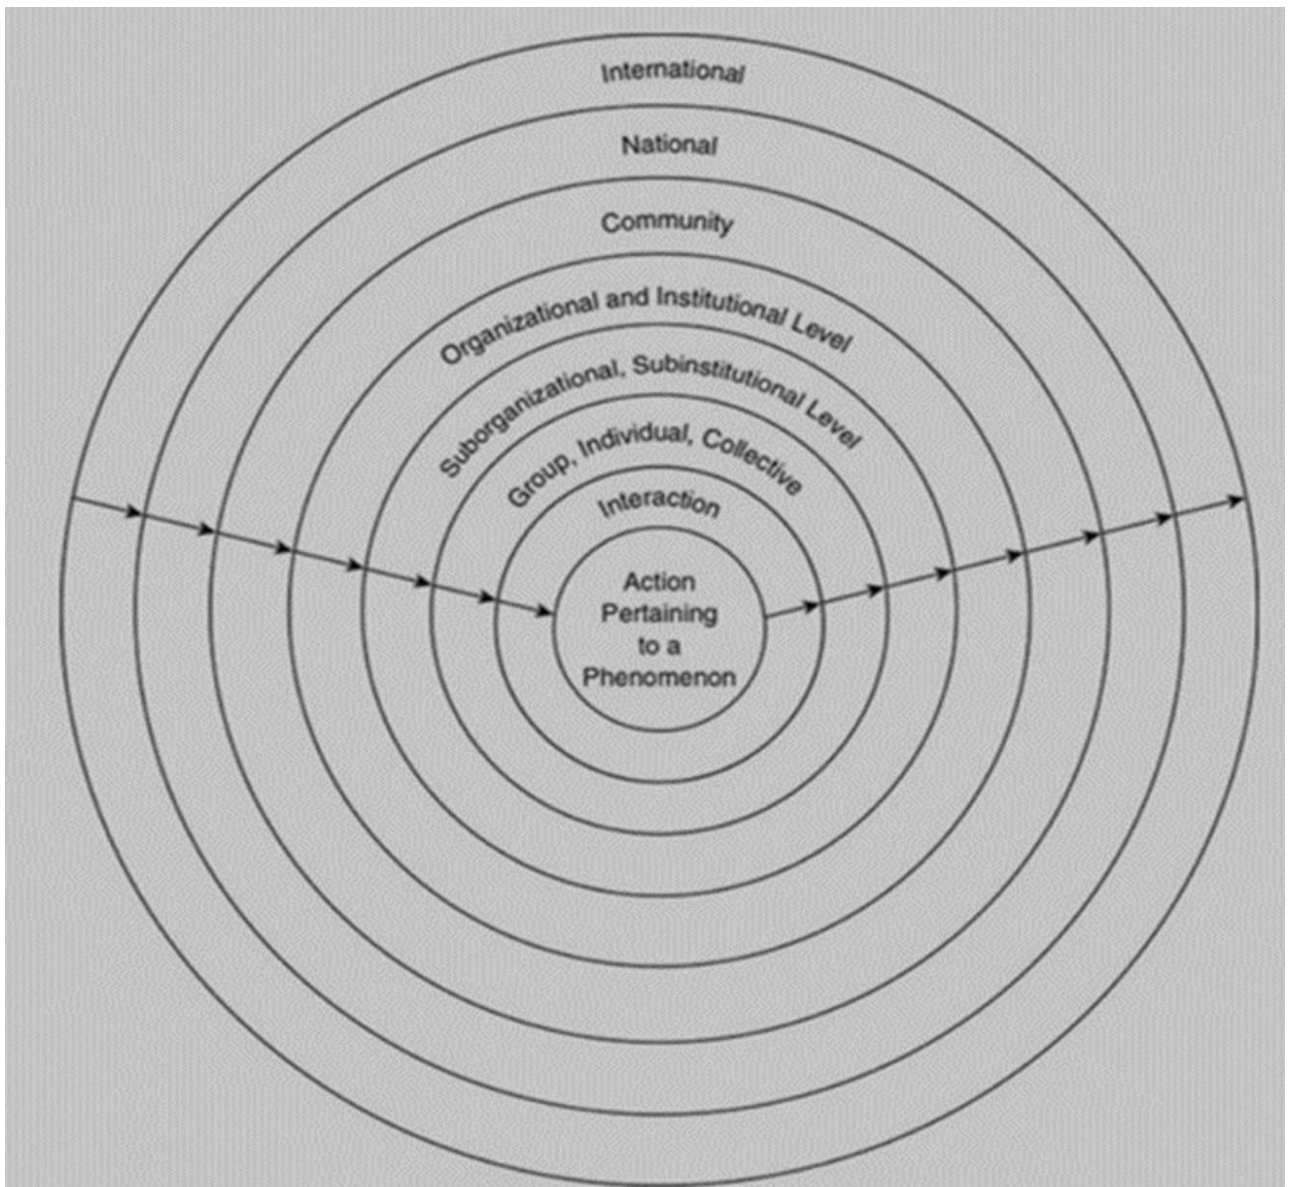 International
National
Community
Organizational and Institutional Level
Suborganizational, Subinstitutional Level
Group, Individual, Collective
Interaction
Action
Pertaining
to a
Phenomenon